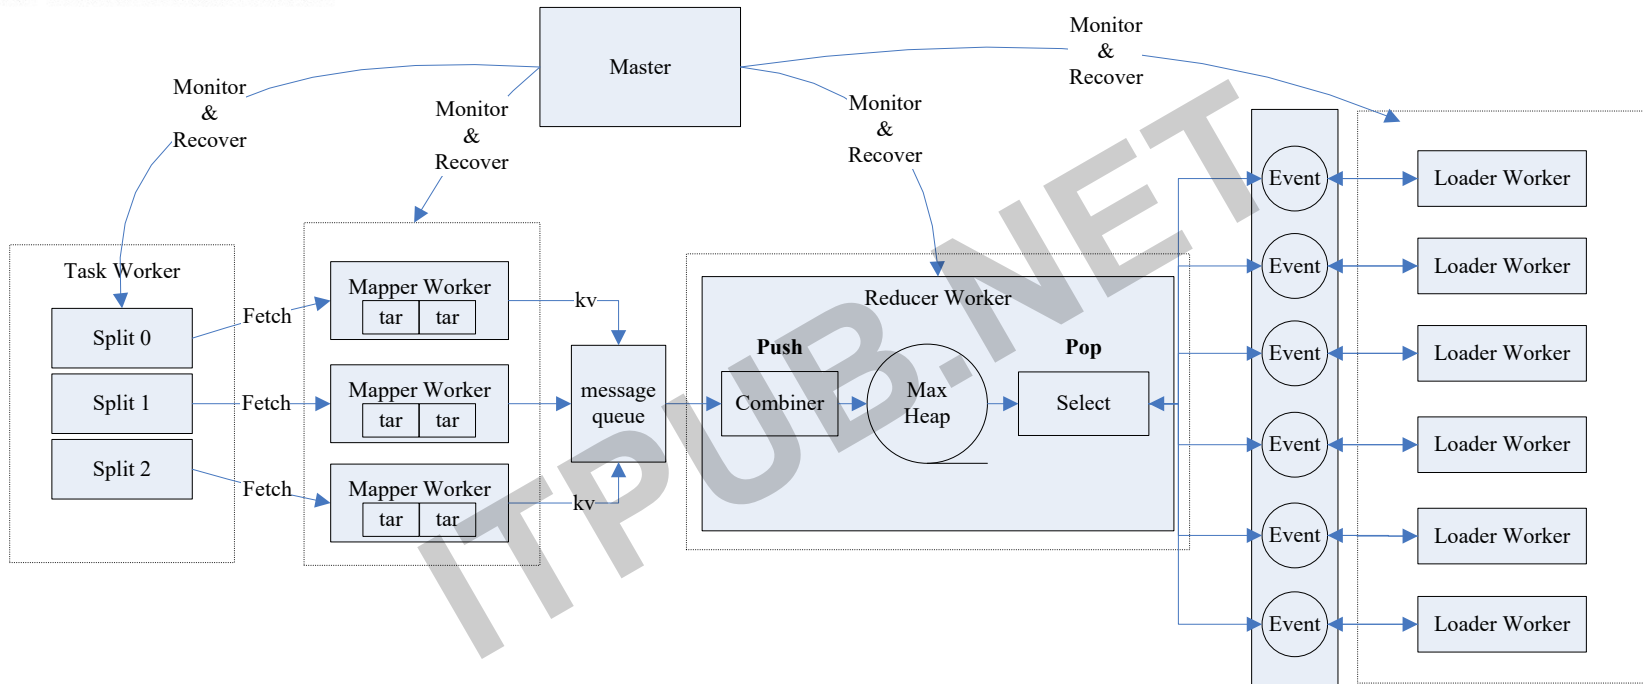 Master
Monitor
&
Recover
Monitor
&
Recover
Monitor
&
Recover
Monitor
&
Recover
Task Worker
Split 0
Split 1
Split 2
Fetch
Fetch
Fetch
Mapper Worker
tar tar
Mapper Worker
tar tar
Mapper Worker
tar tar
kv
kv
message
queue
Reducer Worker
Push
Combiner
Max
Heap
Pop
Select
Event
Event
Event
Event
Event
Event
Loader Worker
Loader Worker
Loader Worker
Loader Worker
Loader Worker
Loader Worker
ITPUB.NET